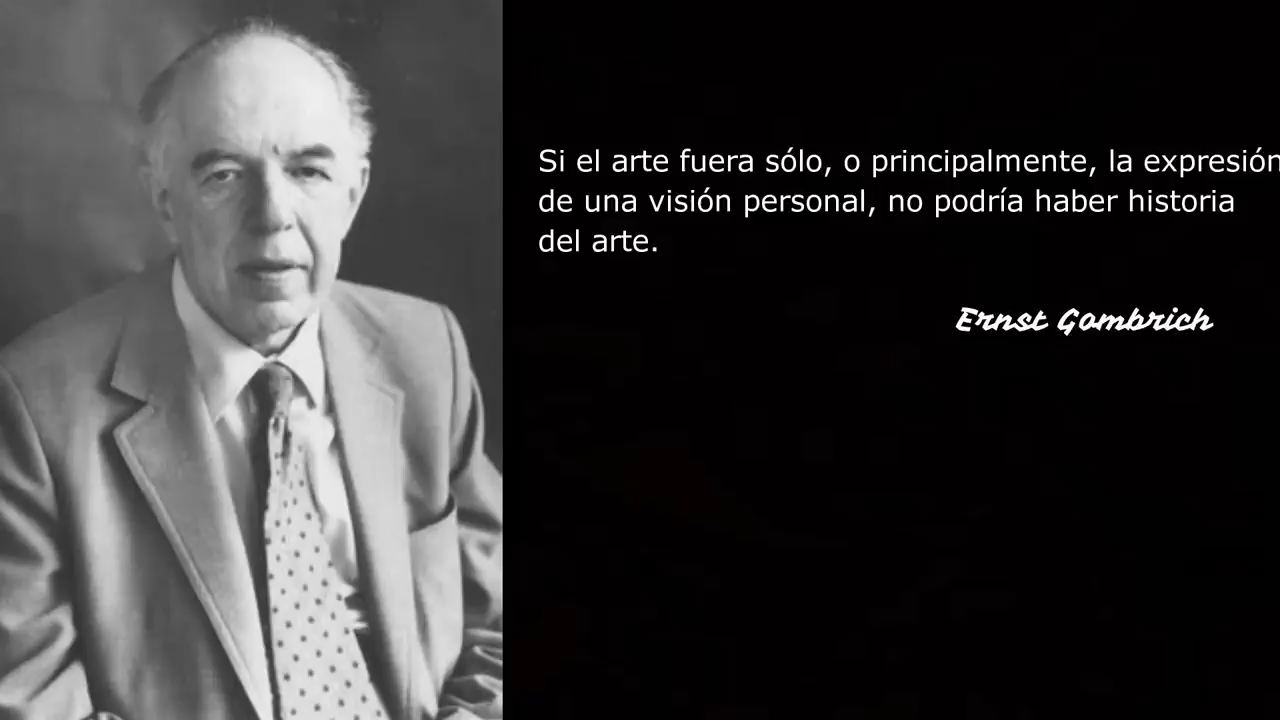 Si el arte fuera sólo, o principalmente, la expresión
de una visión personal, no podría haber historia
del arte.
Ernst Gombrich